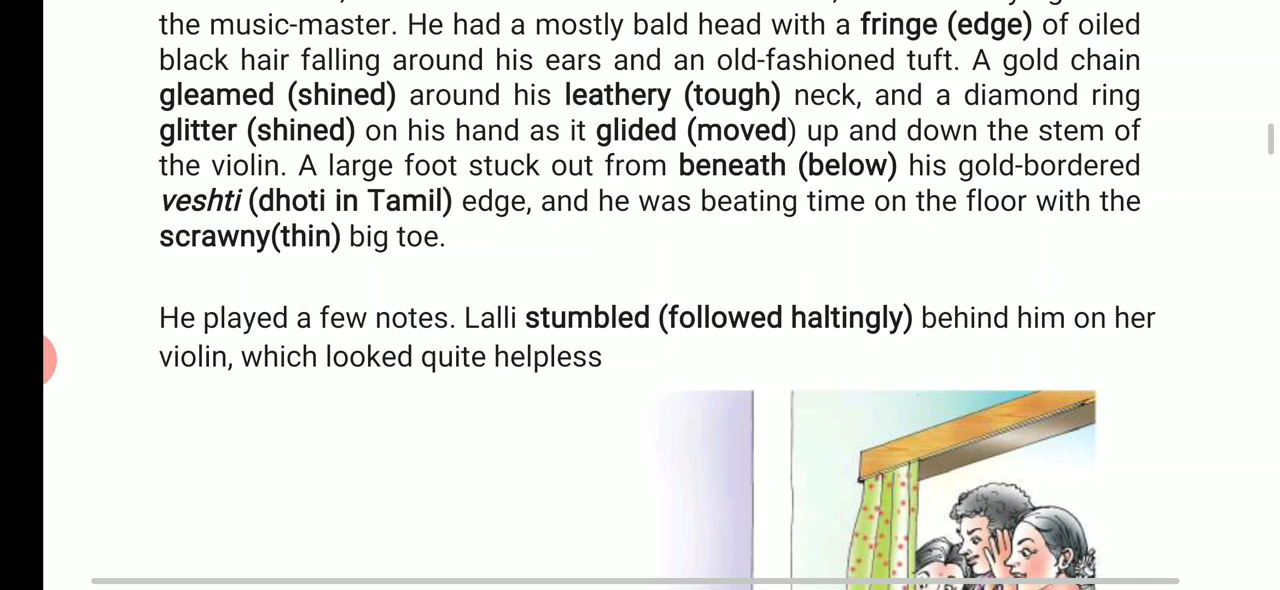 the music-master. He had a mostly bald head with a fringe (edge) of oiled
black hair falling around his ears and an old-fashioned tuft. A gold chain
gleamed (shined) around his leathery (tough) neck, and a diamond ring
glitter (shined) on his hand as it glided (moved) up and down the stem of
the violin. A large foot stuck out from beneath (below) his gold-bordered
veshti (dhoti in Tamil) edge, and he was beating time on the floor with the
scrawny(thin) big toe.
He played a few notes. Lalli stumbled (followed haltingly) behind him on her
violin, which looked quite helpless